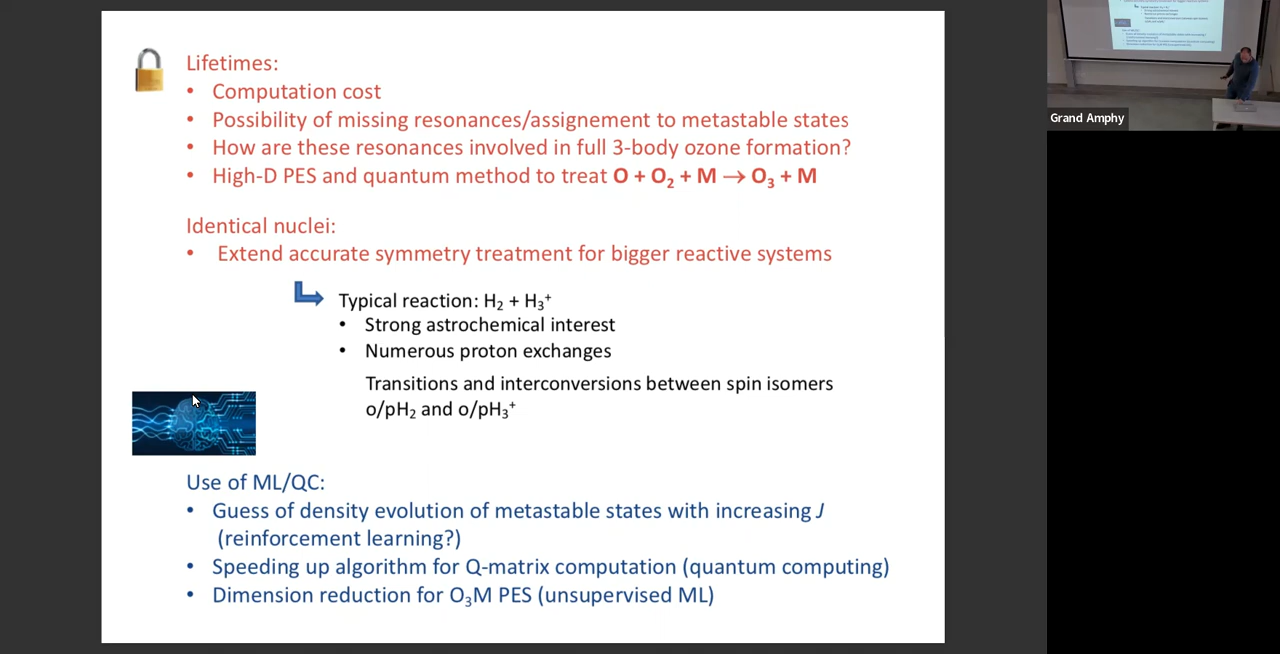 Lifetimes:
• Computation cost
• Possibility of missing resonances/assignement to metastable states
• How are these resonances involved in full 3-body ozone formation?
• High-D PES and quantum method to treat O + O₂ + M → O₃ + M
Identical nuclei:
• Extend accurate symmetry treatment for bigger reactive systems
Typical reaction: H₂ + H₃⁺
• Strong astrochemical interest
• Numerous proton exchanges
Transitions and interconversions between spin isomers
o/pH₂ and o/pH₃⁺
Use of ML/QC:
• Guess of density evolution of metastable states with increasing J
(reinforcement learning?)
• Speeding up algorithm for Q-matrix computation (quantum computing)
• Dimension reduction for O₃M PES (unsupervised ML)
Grand Amphy